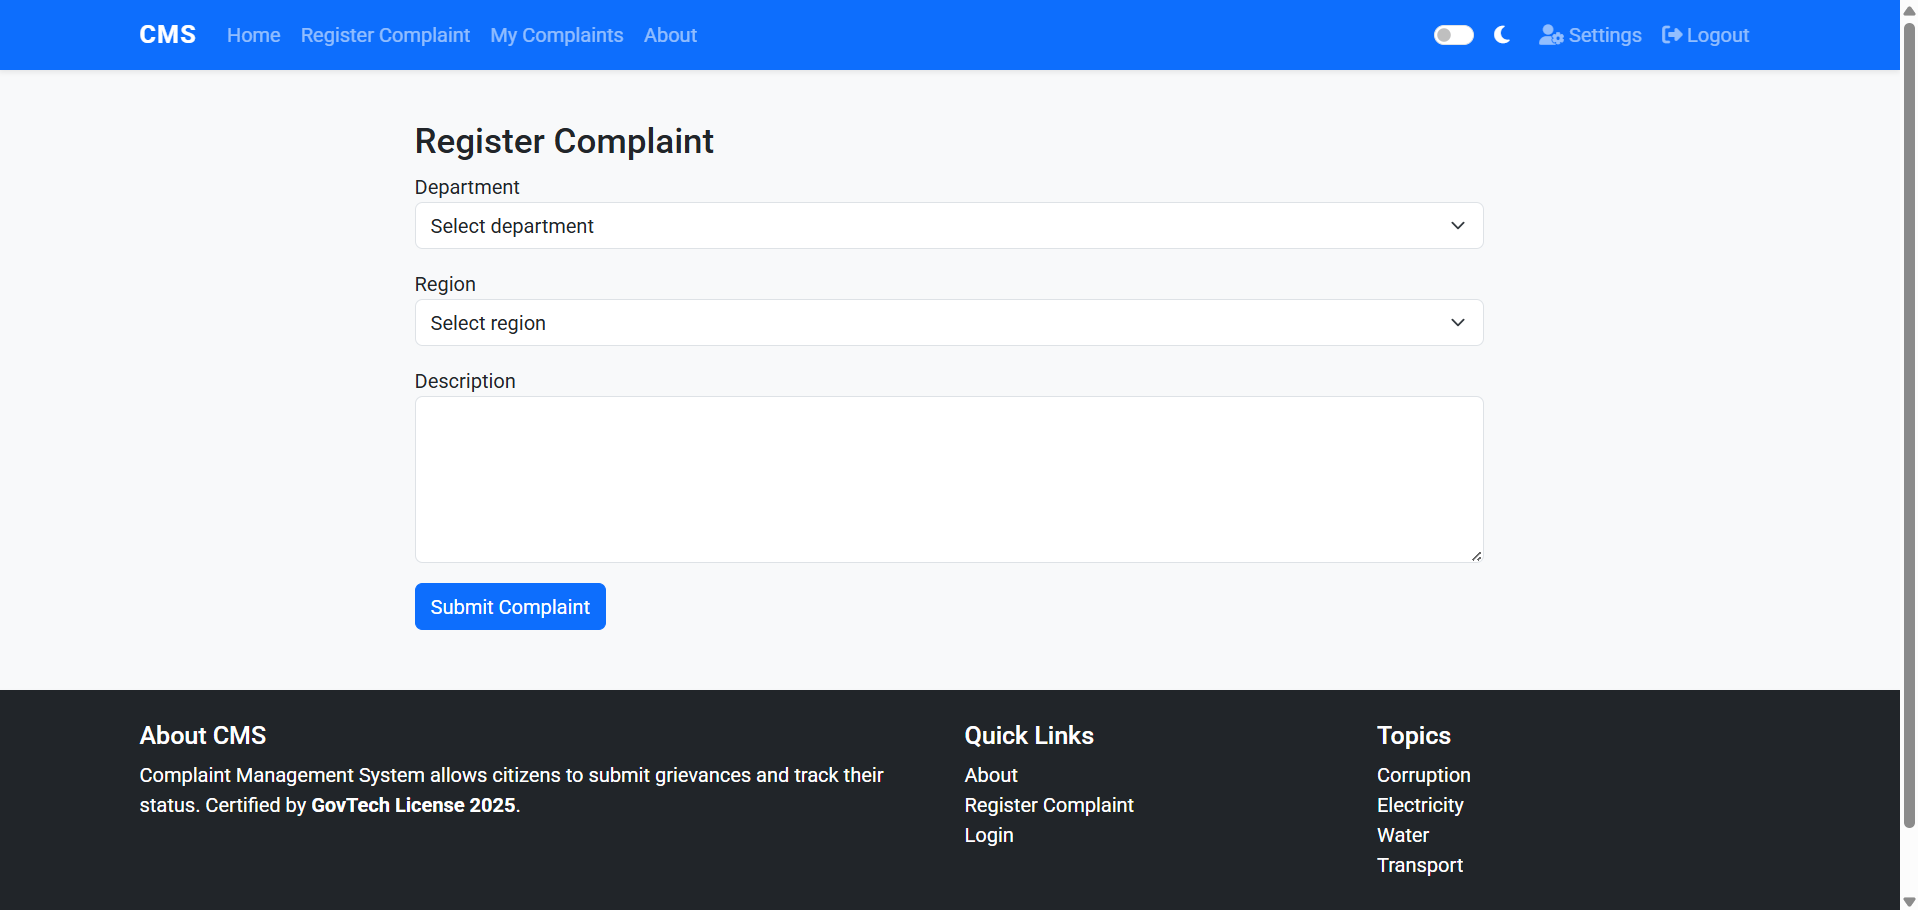 CMS Home Register Complaint My Complaints About Settings Logout
Register Complaint
Department
Select department
Region
Select region
Description
Submit Complaint
About CMS
Complaint Management System allows citizens to submit grievances and track their
status. Certified by GovTech License 2025.
Quick Links
About
Register Complaint
Login
Topics
Corruption
Electricity
Water
Transport